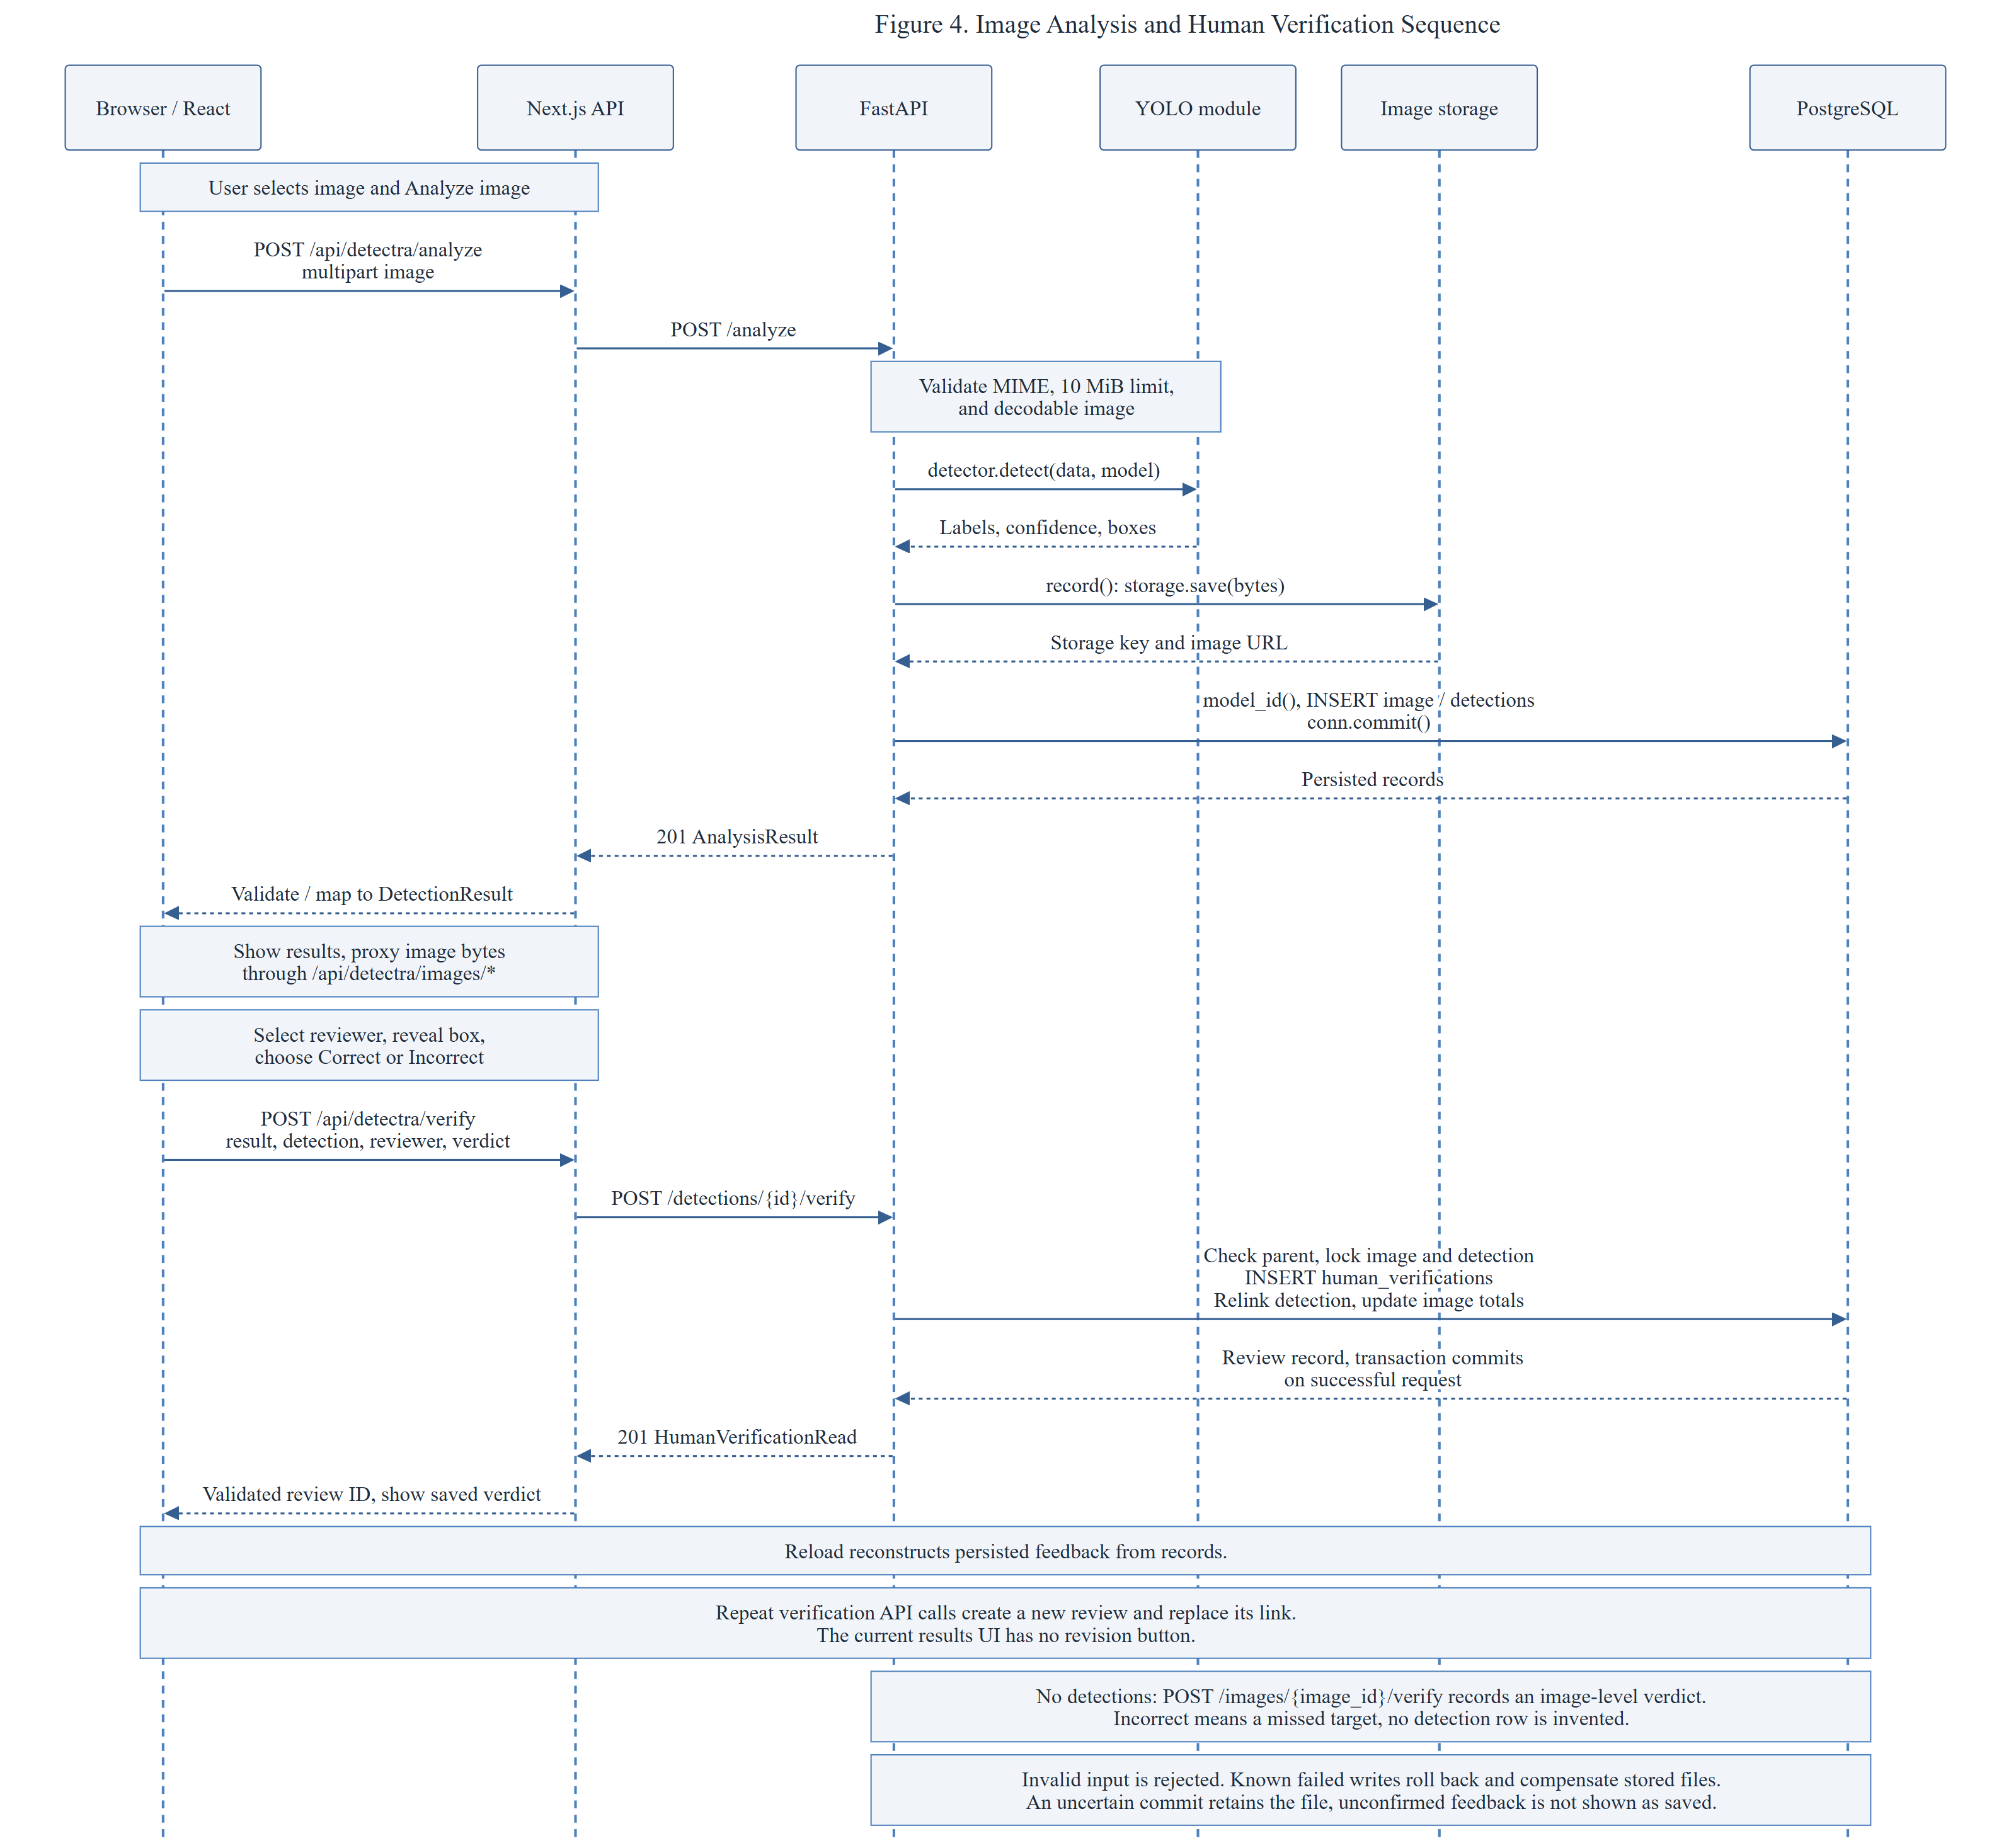 Figure 4. Image Analysis and Human Verification Sequence
Browser / React
Next.js API
FastAPI
YOLO module
Image storage
PostgreSQL
User selects image and Analyze image
POST /api/detectra/analyze
multipart image
POST /analyze
Validate MIME, 10 MiB limit,
and decodable image
detector.detect(data, model)
Labels, confidence, boxes
record(): storage.save(bytes)
Storage key and image URL
model_id(), INSERT image / detections
conn.commit()
Persisted records
201 AnalysisResult
Validate / map to DetectionResult
Show results, proxy image bytes
through /api/detectra/images/*
Select reviewer, reveal box,
choose Correct or Incorrect
POST /api/detectra/verify
result, detection, reviewer, verdict
POST /detections/{id}/verify
Check parent, lock image and detection
INSERT human_verifications
Relink detection, update image totals
Review record, transaction commits
on successful request
201 HumanVerificationRead
Validated review ID, show saved verdict
Reload reconstructs persisted feedback from records.
Repeat verification API calls create a new review and replace its link.
The current results UI has no revision button.
No detections: POST /images/{image_id}/verify records an image-level verdict.
Incorrect means a missed target, no detection row is invented.
Invalid input is rejected. Known failed writes roll back and compensate stored files.
An uncertain commit retains the file, unconfirmed feedback is not shown as saved.